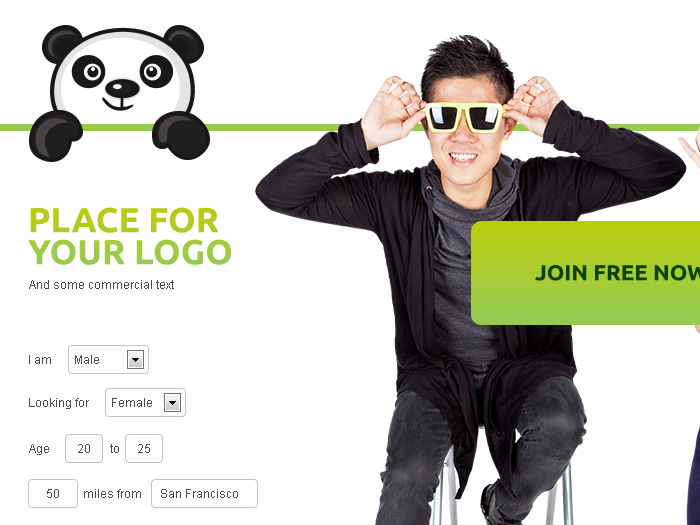 PLACE FOR
YOUR LOGO
And some commercial text
JOIN FREE NOW
I am Male
Looking for Female
Age 20 to 25
50 miles from San Francisco